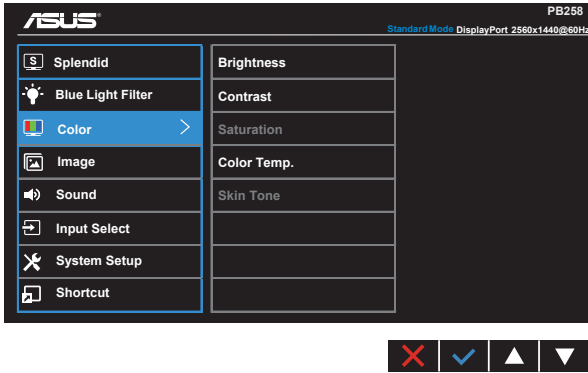 PB258
ASUS
Standard Mode DisplayPort 2560x1440@60Hz
S Splendid
Blue Light Filter
Color
Image
Sound
Input Select
System Setup
Shortcut
Brightness
Contrast
Saturation
Color Temp.
Skin Tone